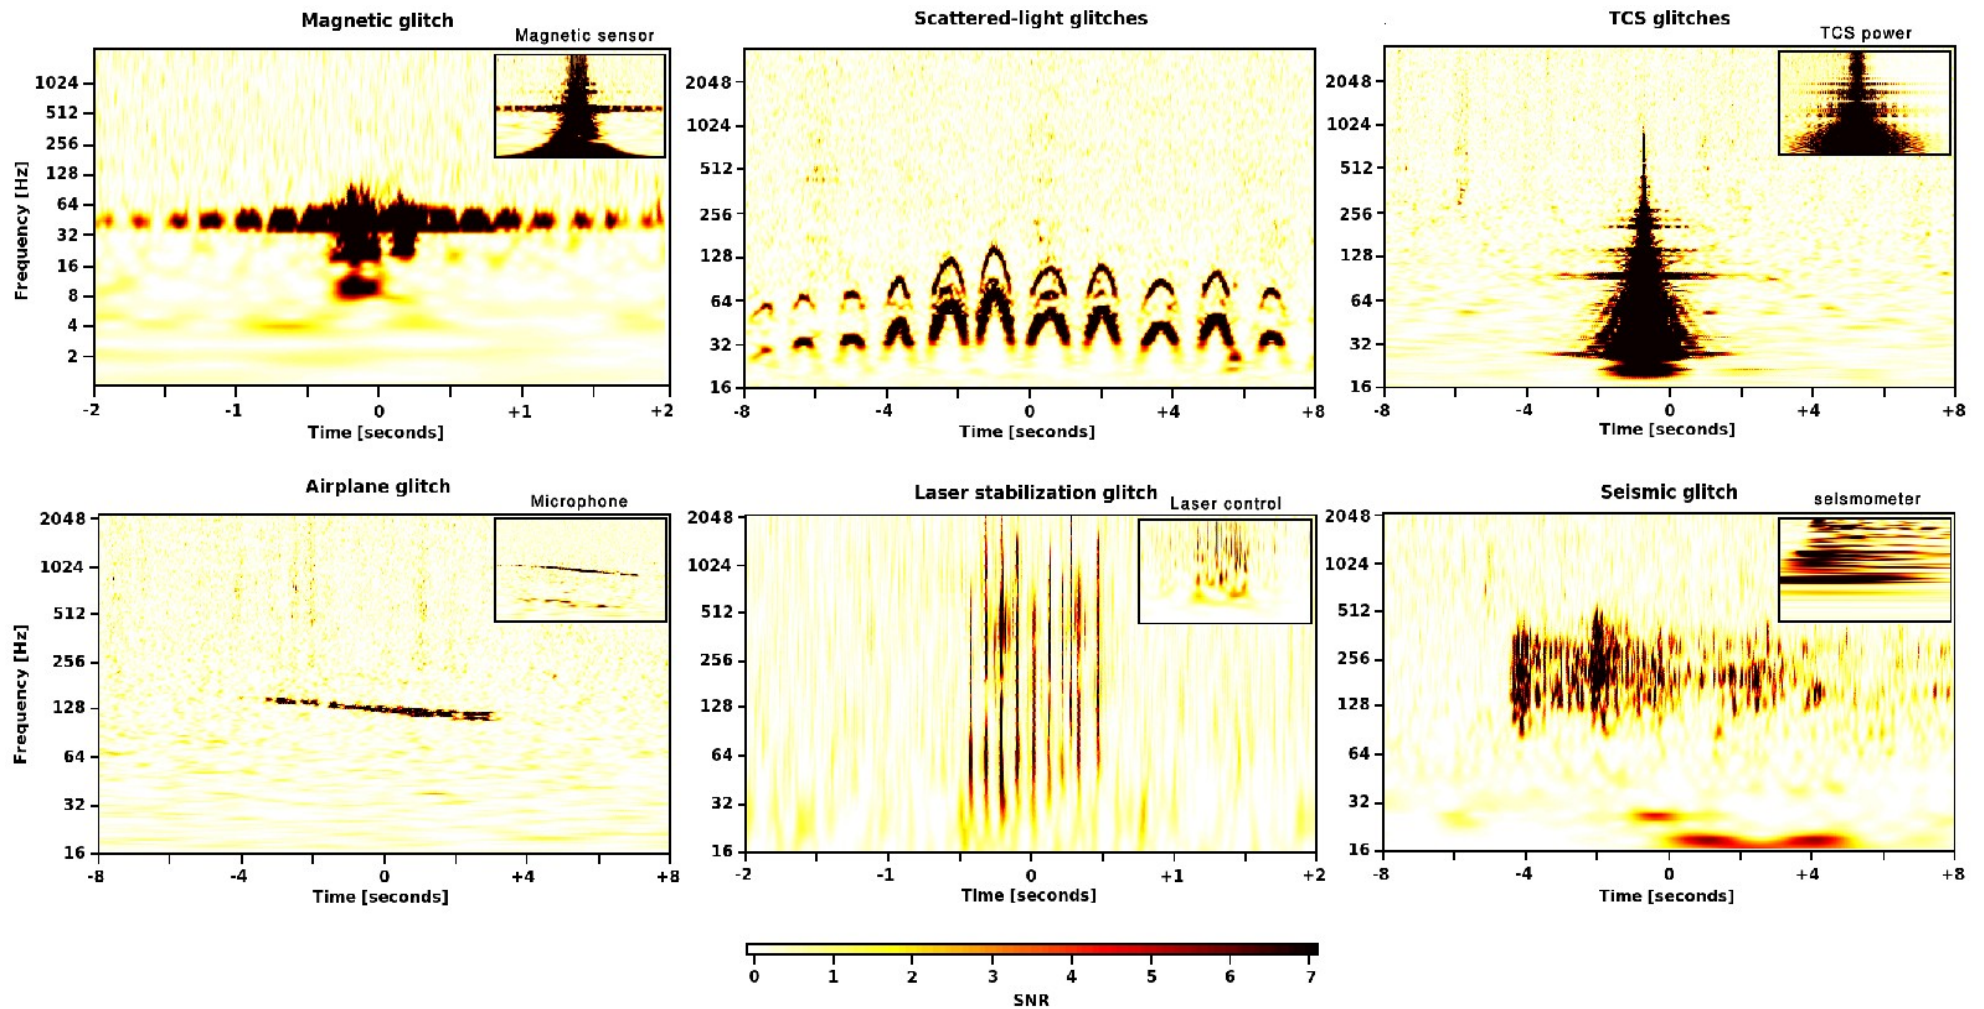 Magnetic glitch
Magnetic sensor
Frequency [Hz]
1024
512
256
128
64
32
16
8
4
2
-2 -1 0 +1 +2
Time [seconds]
Scattered-light glitches
2048
1024
512
256
128
64
32
16
-8 -4 0 +4 +8
Time [seconds]
TCS glitches
TCS power
2048
1024
512
256
128
64
32
16
-8 -4 0 +4 +8
Time [seconds]
Airplane glitch
Microphone
Frequency [Hz]
2048
1024
512
256
128
64
32
16
-8 -4 0 +4 +8
Time [seconds]
Laser stabilization glitch
Laser control
2048
1024
512
256
128
64
32
16
-2 -1 0 +1 +2
Time [seconds]
Seismic glitch
seismometer
2048
1024
512
256
128
64
32
16
-8 -4 0 +4 +8
Time [seconds]
0 1 2 3 4 5 6 7
SNR